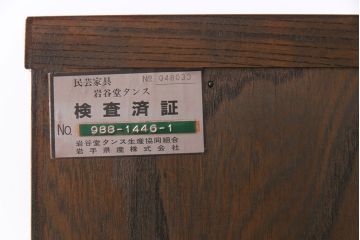 民芸家具 No 048033
岩谷堂タンス
検査済証
No. 988-1446-1
岩谷堂タンス生産協同組合
岩手県産株式会社